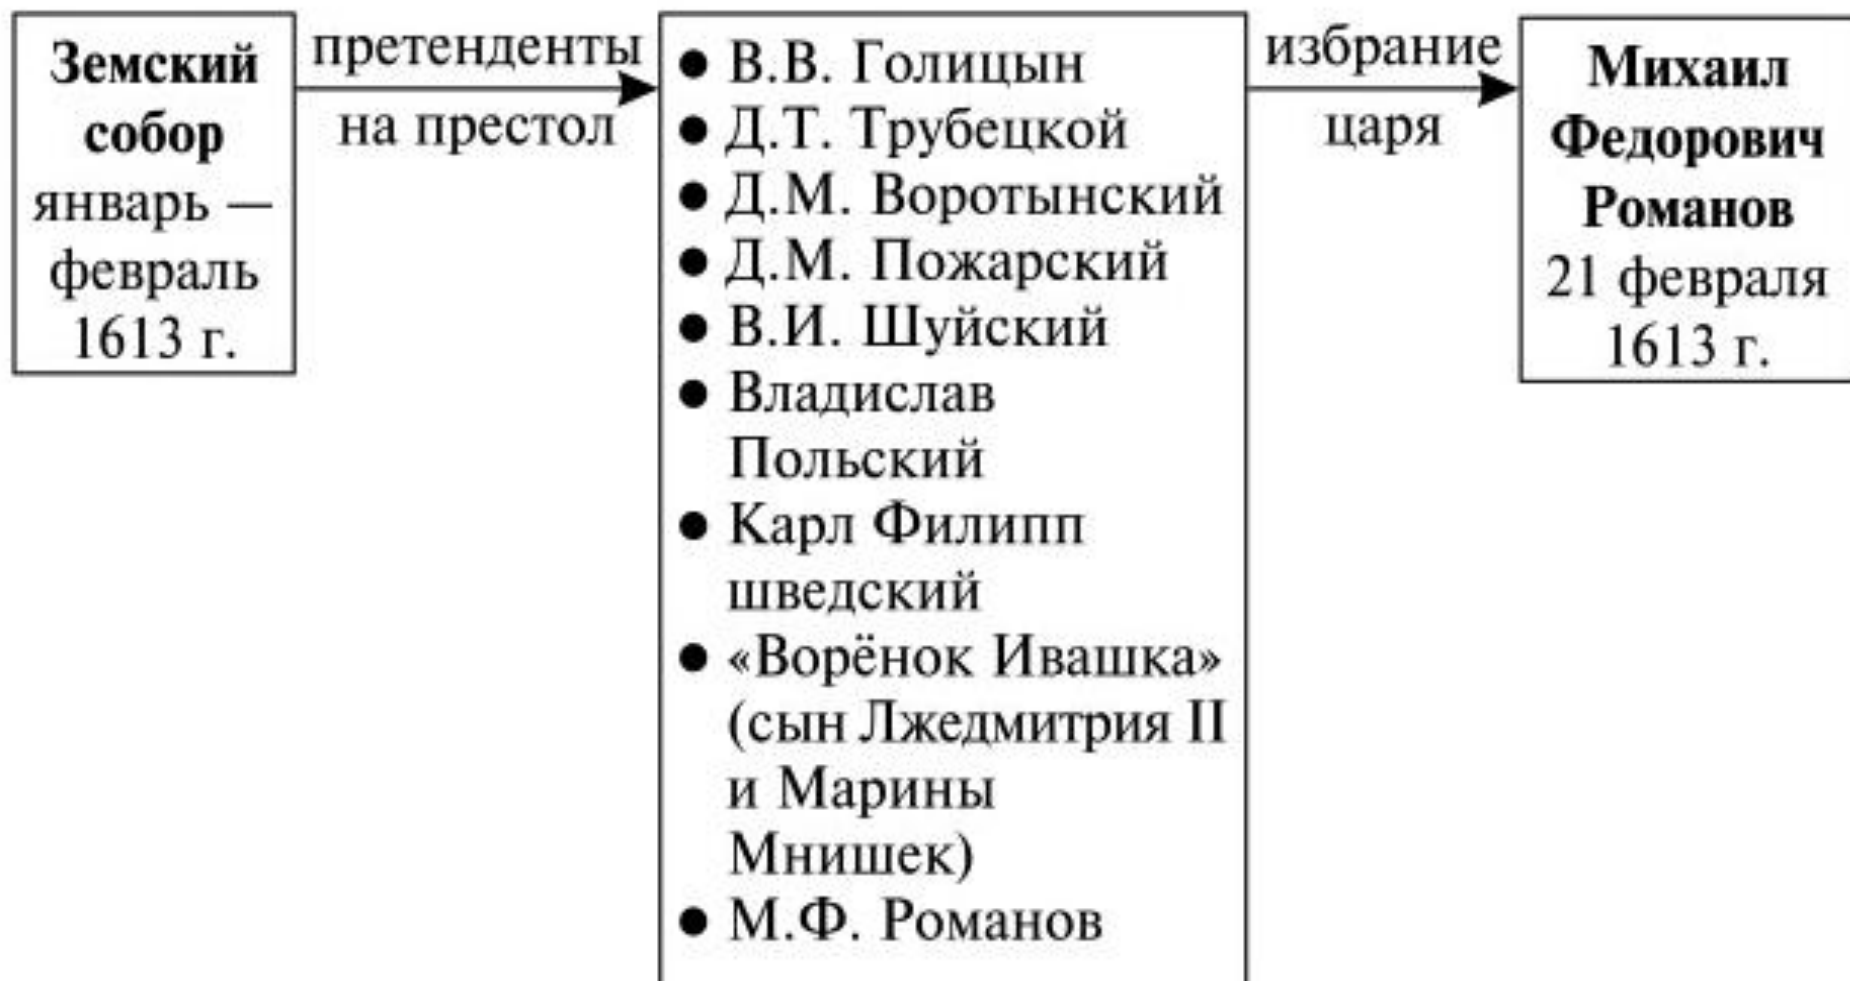 Земский
собор
январь —
февраль
1613 г.
претенденты
на престол
● В.В. Голицын
● Д.Т. Трубецкой
● Д.М. Воротынский
● Д.М. Пожарский
● В.И. Шуйский
● Владислав
Польский
● Карл Филипп
шведский
● «Ворёнок Ивашка»
(сын Лжедмитрия II
и Марины
Мнишек)
● М.Ф. Романов
избрание
царя
Михаил
Федорович
Романов
21 февраля
1613 г.